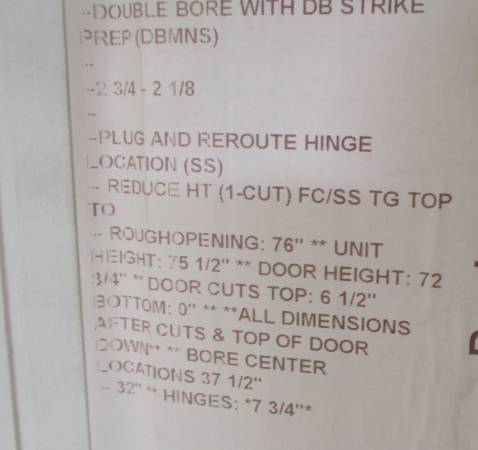 --DOUBLE BORE WITH DB STRIKE
PREP (DBMNS)
--
--2 3/4 - 2 1/8
--
--PLUG AND REROUTE HINGE
LOCATION (SS)
-- REDUCE HT (1-CUT) FC/SS TG TOP
TO
-- ROUGHOPENING: 76" ** UNIT
HEIGHT: 75 1/2" ** DOOR HEIGHT: 72
3/4" ** DOOR CUTS TOP: 6 1/2"
BOTTOM: 0" ** **ALL DIMENSIONS
AFTER CUTS & TOP OF DOOR
DOWN** ** BORE CENTER
LOCATIONS 37 1/2"
-- 32" ** HINGES: *7 3/4"*